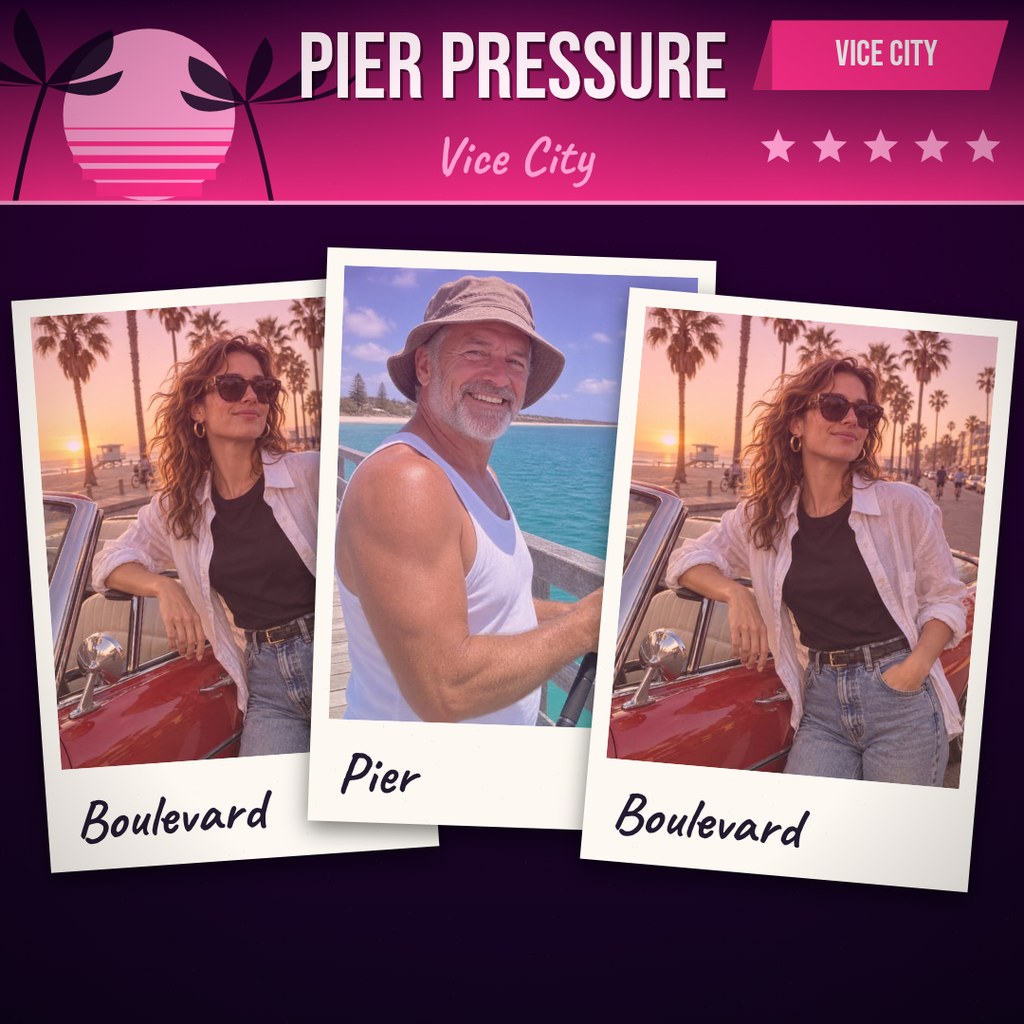 PIER PRESSURE
VICE CITY
Vice City
Boulevard
Pier
Boulevard